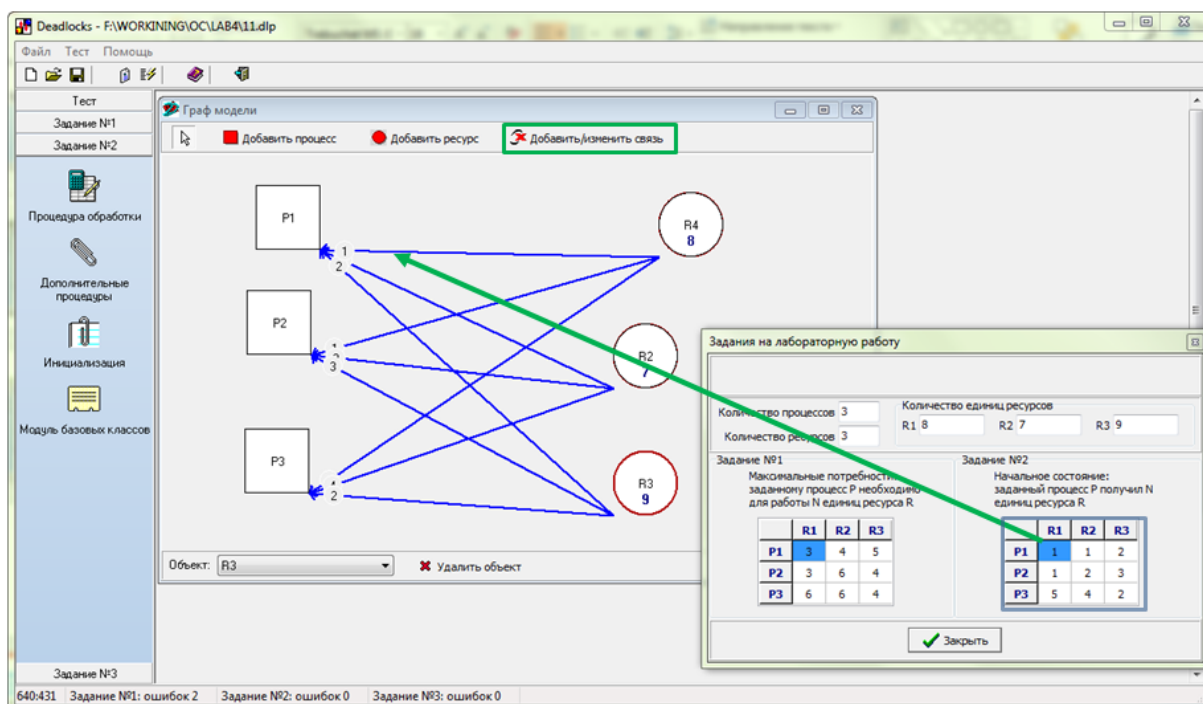 Deadlocks - F:\WORKINING\OC\LAB4\11.dlp
Файл Тест Помощь
Тест
Задание №1
Задание №2
Процедура обработки
Дополнительные
процедуры
Инициализация
Модуль базовых классов
Задание №3
Граф модели
Добавить процесс
Добавить ресурс
Добавить/изменить связь
P1
R4
8
1
2
P2
R2
7
1
3
P3
R3
9
2
Объект: R3
Удалить объект
Задания на лабораторную работу
Количество процессов 3
Количество ресурсов 3
Количество единиц ресурсов
R1 8 R2 7 R3 9
Задание №1
Максимальные потребности:
заданному процесс P необходимо
для работы N единиц ресурса R
R1 R2 R3
P1 3 4 5
P2 3 6 4
P3 6 6 4
Задание №2
Начальное состояние:
заданный процесс P получил N
единиц ресурса R
R1 R2 R3
P1 1 1 2
P2 1 2 3
P3 5 4 2
Закрыть
640:431 Задание №1: ошибок 2 Задание №2: ошибок 0 Задание №3: ошибок 0